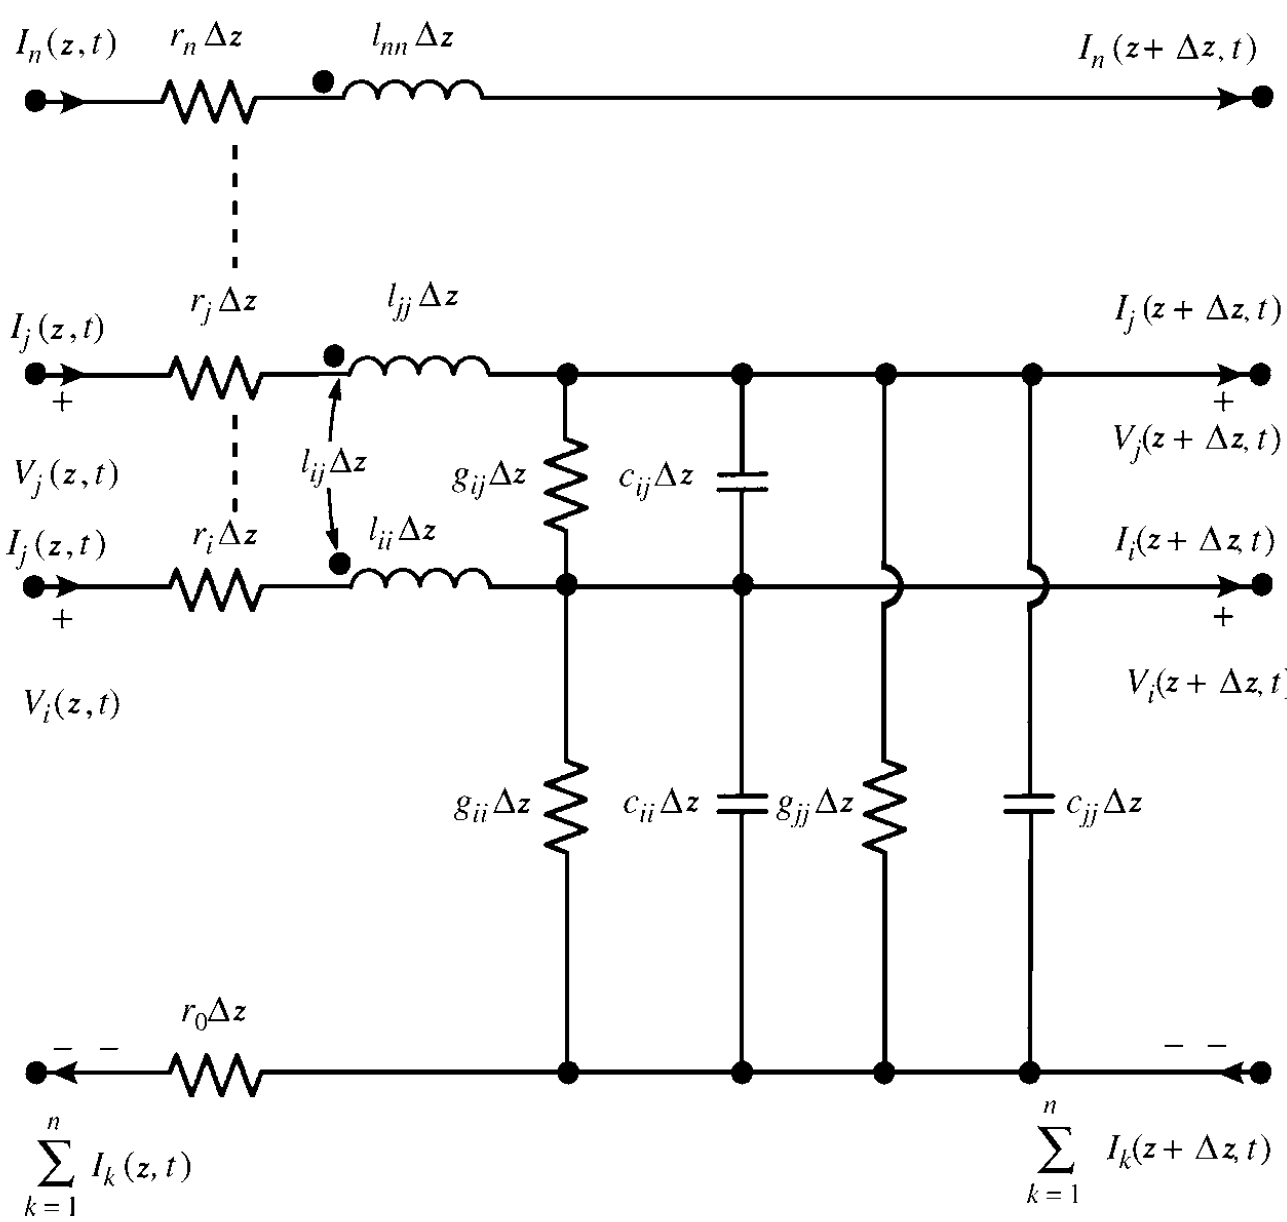 I_n(z, t) r_n Δz l_nn Δz I_n(z + Δz, t)
r_j Δz l_jj Δz
I_j(z, t) I_j(z + Δz, t)
+ +
V_j(z, t) l_ij Δz g_ij Δz c_ij Δz V_j(z + Δz, t)
I_j(z, t) r_i Δz l_ii Δz I_i(z + Δz, t)
+ +
V_i(z, t) V_i(z + Δz, t)
g_ii Δz c_ii Δz g_jj Δz c_jj Δz
r_0 Δz
− − − −
∑_{k = 1}^{n} I_k(z, t) ∑_{k = 1}^{n} I_k(z + Δz, t)